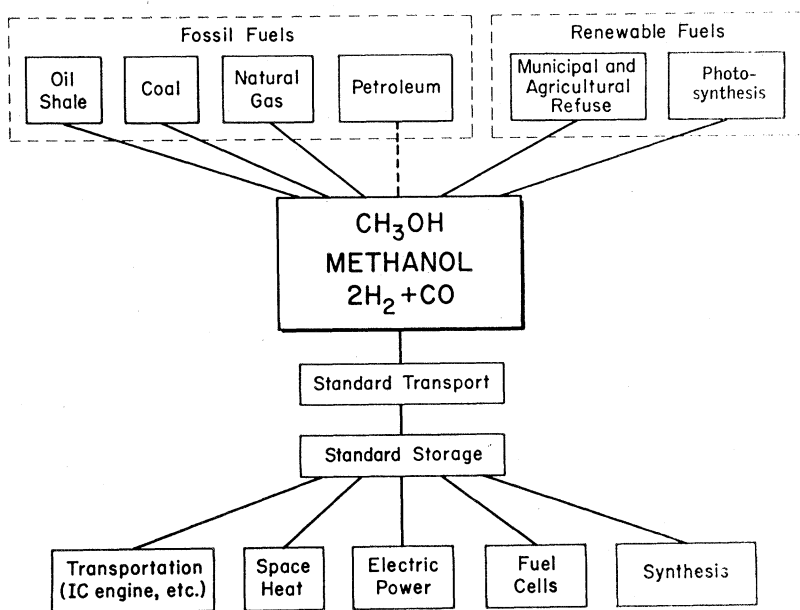 Fossil Fuels
Renewable Fuels
Oil
Shale
Coal
Natural
Gas
Petroleum
Municipal and
Agricultural
Refuse
Photo-
synthesis
CH₃OH
METHANOL
2H₂+CO
Standard Transport
Standard Storage
Transportation
(IC engine, etc.)
Space
Heat
Electric
Power
Fuel
Cells
Synthesis